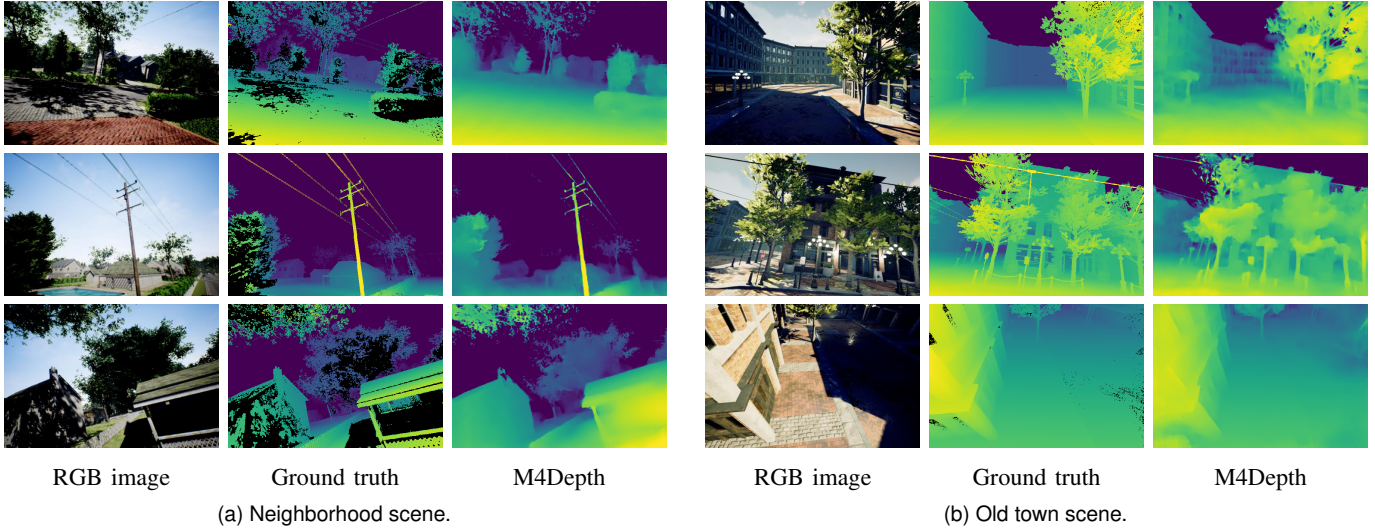 RGB image Ground truth M4Depth RGB image Ground truth M4Depth
(a) Neighborhood scene. (b) Old town scene.